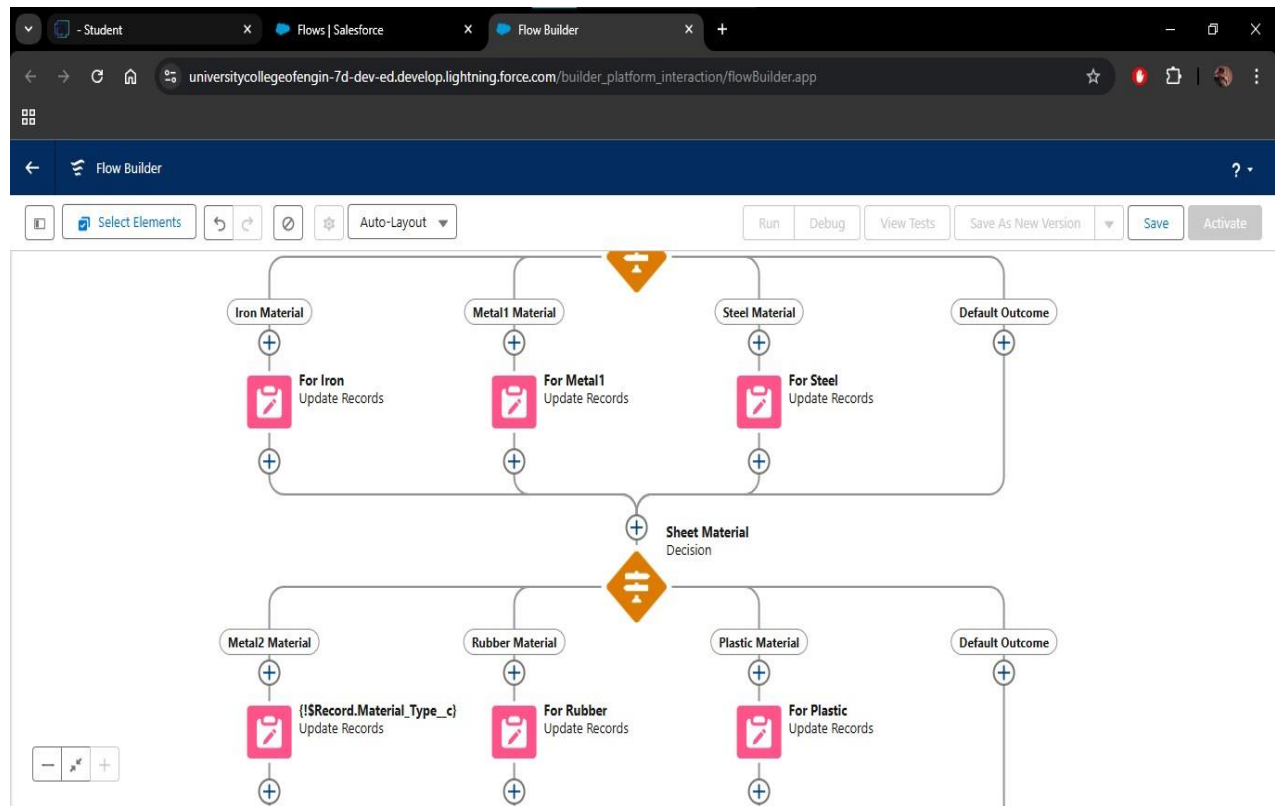 - Student
Flows | Salesforce
Flow Builder
universitycollegeofengin-7d-dev-ed.develop.lightning.force.com/builder_platform_interaction/flowBuilder.app
Flow Builder
?
Select Elements
Auto-Layout
Run
Debug
View Tests
Save As New Version
Save
Activate
Iron Material
Metal1 Material
Steel Material
Default Outcome
For Iron
Update Records
For Metal1
Update Records
For Steel
Update Records
Sheet Material
Decision
Metal2 Material
Rubber Material
Plastic Material
Default Outcome
{!$Record.Material_Type__c}
Update Records
For Rubber
Update Records
For Plastic
Update Records